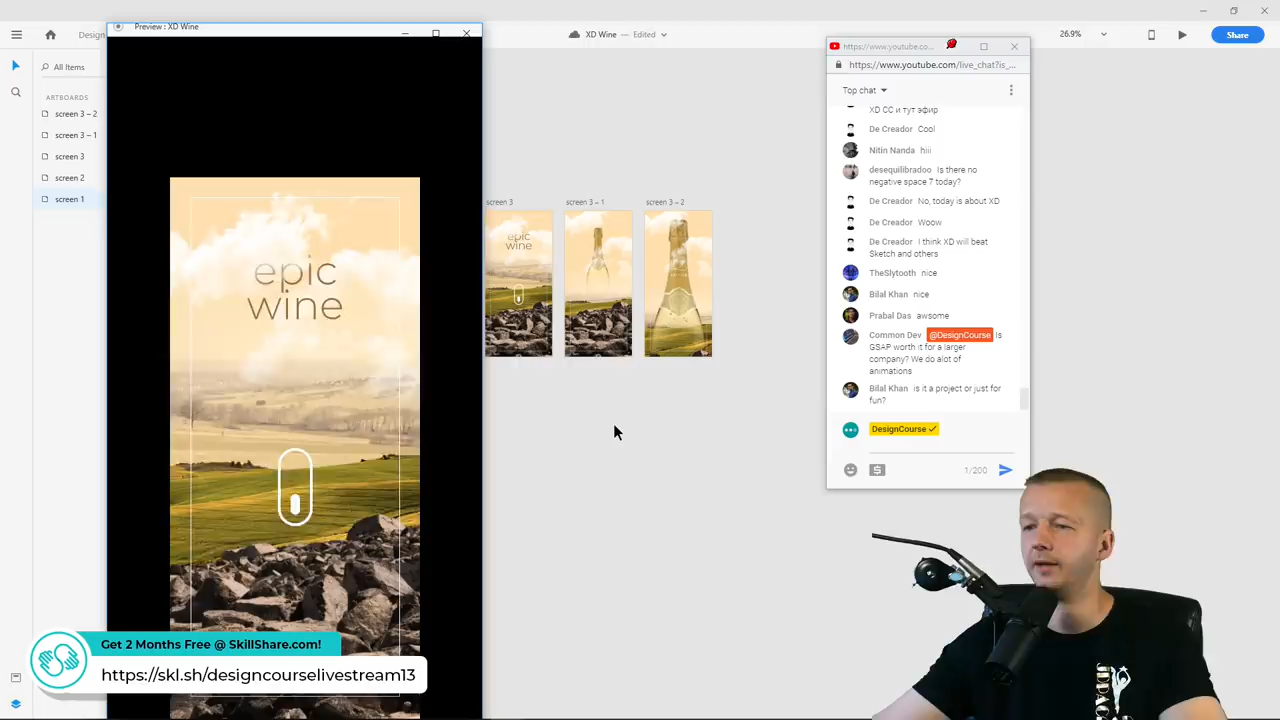 Preview : XD Wine
Design
XD Wine — Edited
26.9%
Share
All Items
ARTBOARDS
screen 3 – 2
screen 3 – 1
screen 3
screen 2
screen 1
epic
wine
screen 3
screen 3 – 1
screen 3 – 2
epic
wine
https://www.youtube.co...
https://www.youtube.com/live_chat?is_...
Top chat
XD CC и тут эфир
De Creador Cool
Nitin Nanda hiii
desequilibradoo Is there no
negative space 7 today?
De Creador No, today is about XD
De Creador Woow
De Creador I think XD will beat
Sketch and others
TheSlytooth nice
Bilal Khan nice
Prabal Das awsome
Common Dev @DesignCourse Is
GSAP worth it for a larger
company? We do alot of
animations
Bilal Khan is it a project or just for
fun?
DesignCourse
1/200
Get 2 Months Free @ SkillShare.com!
https://skl.sh/designcourselivestream13